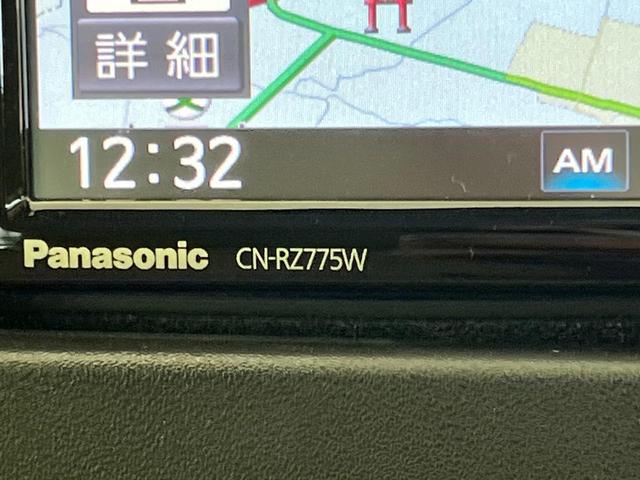 詳細
12:32
AM
Panasonic CN-RZ775W